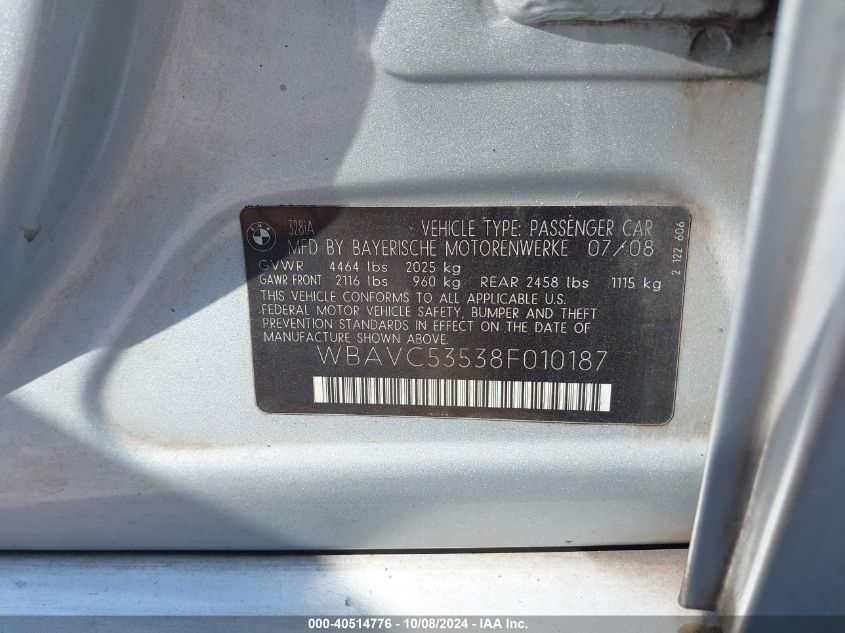 328iA VEHICLE TYPE: PASSENGER CAR
MFD BY BAYERISCHE MOTORENWERKE 07/08
GVWR 4464 lbs 2025 kg
GAWR FRONT 2116 lbs 960 kg REAR 2458 lbs 1115 kg
THIS VEHICLE CONFORMS TO ALL APPLICABLE U.S.
FEDERAL MOTOR VEHICLE SAFETY, BUMPER AND THEFT
PREVENTION STANDARDS IN EFFECT ON THE DATE OF
MANUFACTURE SHOWN ABOVE.
WBAVC53538F010187
2 122 606
000-40514776 - 10/08/2024 - IAA Inc.